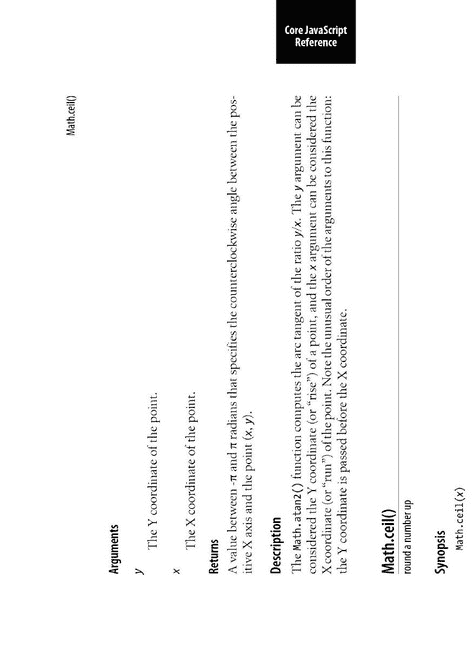 Math.ceil()
Core JavaScript
Reference
Arguments
y
The Y coordinate of the point.
x
The X coordinate of the point.
Returns
A value between -π and π radians that specifies the counterclockwise angle between the pos-
itive X axis and the point (x, y).
Description
The Math.atan2() function computes the arc tangent of the ratio y/x. The y argument can be
considered the Y coordinate (or “rise”) of a point, and the x argument can be considered the
X coordinate (or “run”) of the point. Note the unusual order of the arguments to this function:
the Y coordinate is passed before the X coordinate.
Math.ceil()
round a number up
Synopsis
Math.ceil(x)